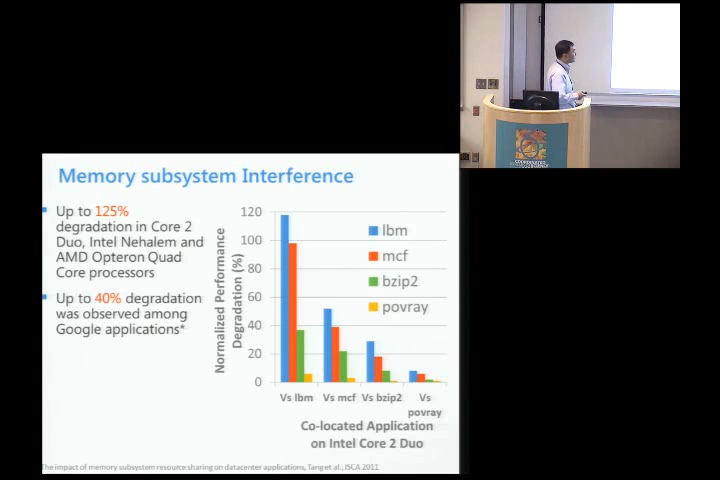 COORDINATED
Memory subsystem Interference
Up to 125%
degradation in Core 2
Duo, Intel Nehalem and
AMD Opteron Quad
Core processors
Up to 40% degradation
was observed among
Google applications*
Normalized Performance
Degradation (%)
120
100
80
60
40
20
0
lbm
mcf
bzip2
povray
Vs lbm
Vs mcf
Vs bzip2
Vs
povray
Co-located Application
on Intel Core 2 Duo
The impact of memory subsystem resource sharing on datacenter applications, Tang et al., ISCA 2011